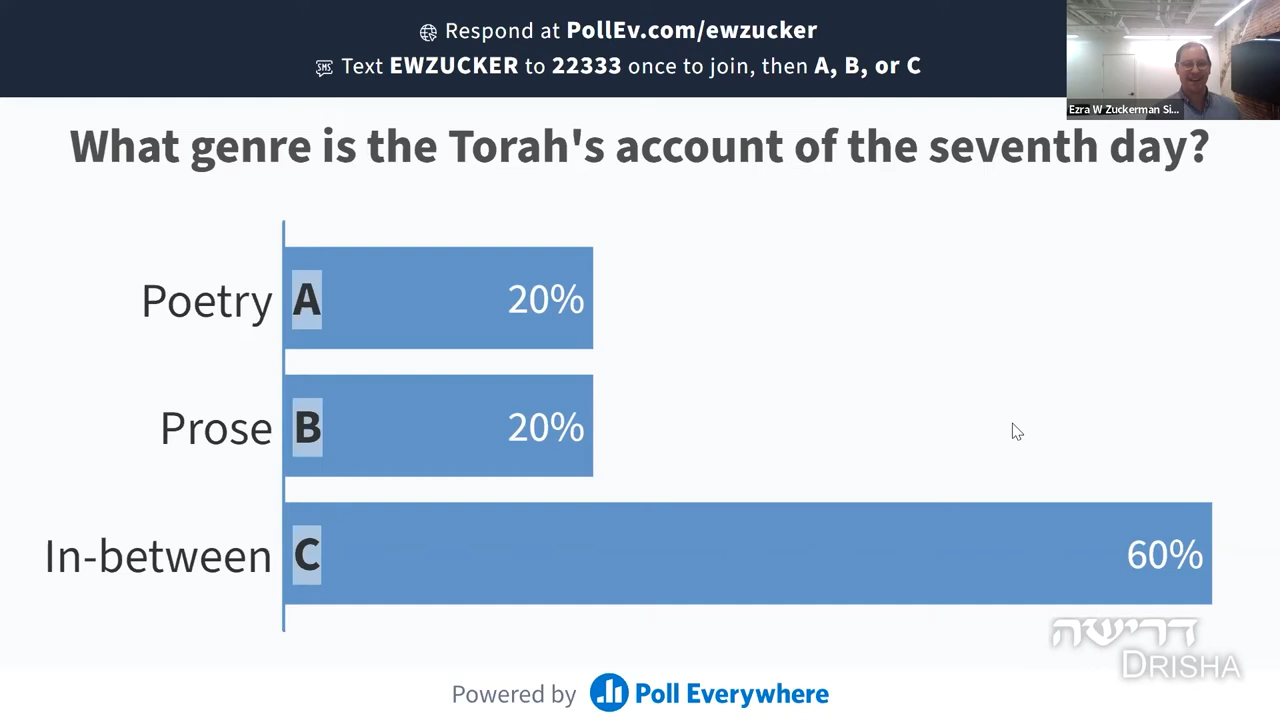 Respond at PollEv.com/ewzucker
Text EWZUCKER to 22333 once to join, then A, B, or C
Ezra W Zuckerman Si...
What genre is the Torah's account of the seventh day?
Poetry A 20%
Prose B 20%
In-between C 60%
דרישה
DRISHA
Powered by Poll Everywhere